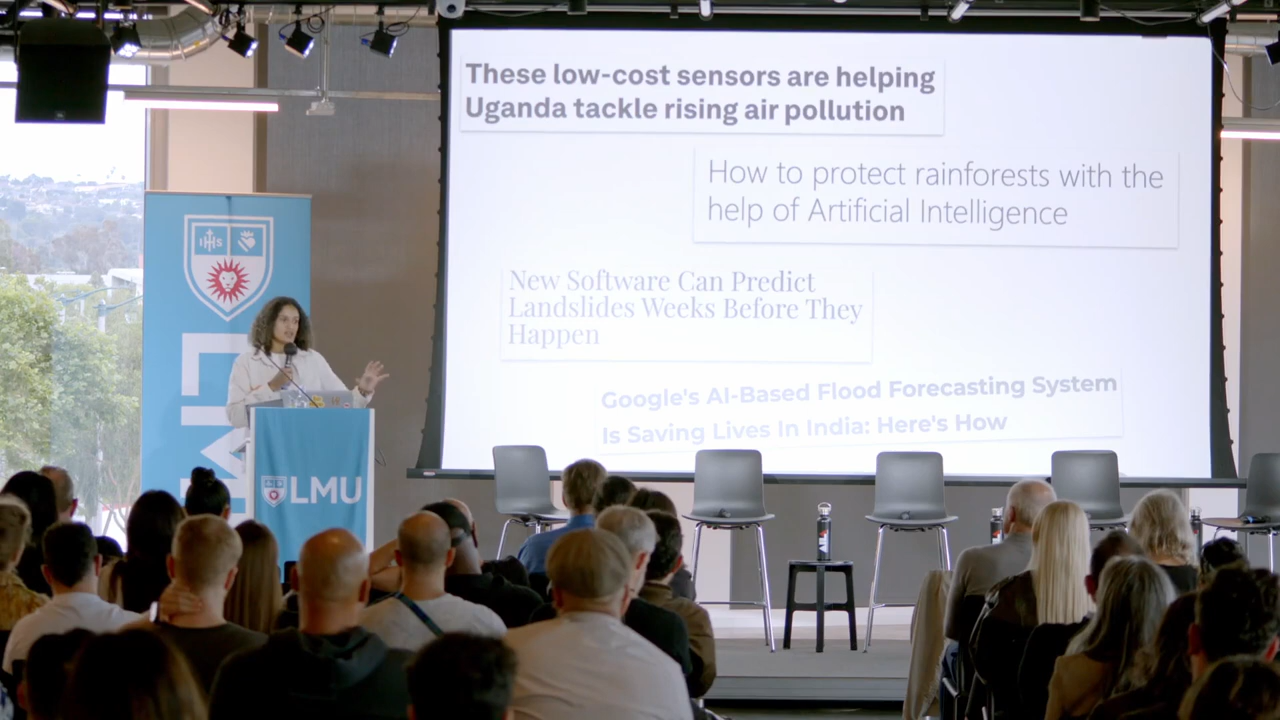 These low-cost sensors are helping
Uganda tackle rising air pollution
How to protect rainforests with the
help of Artificial Intelligence
New Software Can Predict
Landslides Weeks Before They
Happen
Google's AI-Based Flood Forecasting System
Is Saving Lives In India: Here's How
IHS
LMU
LMU